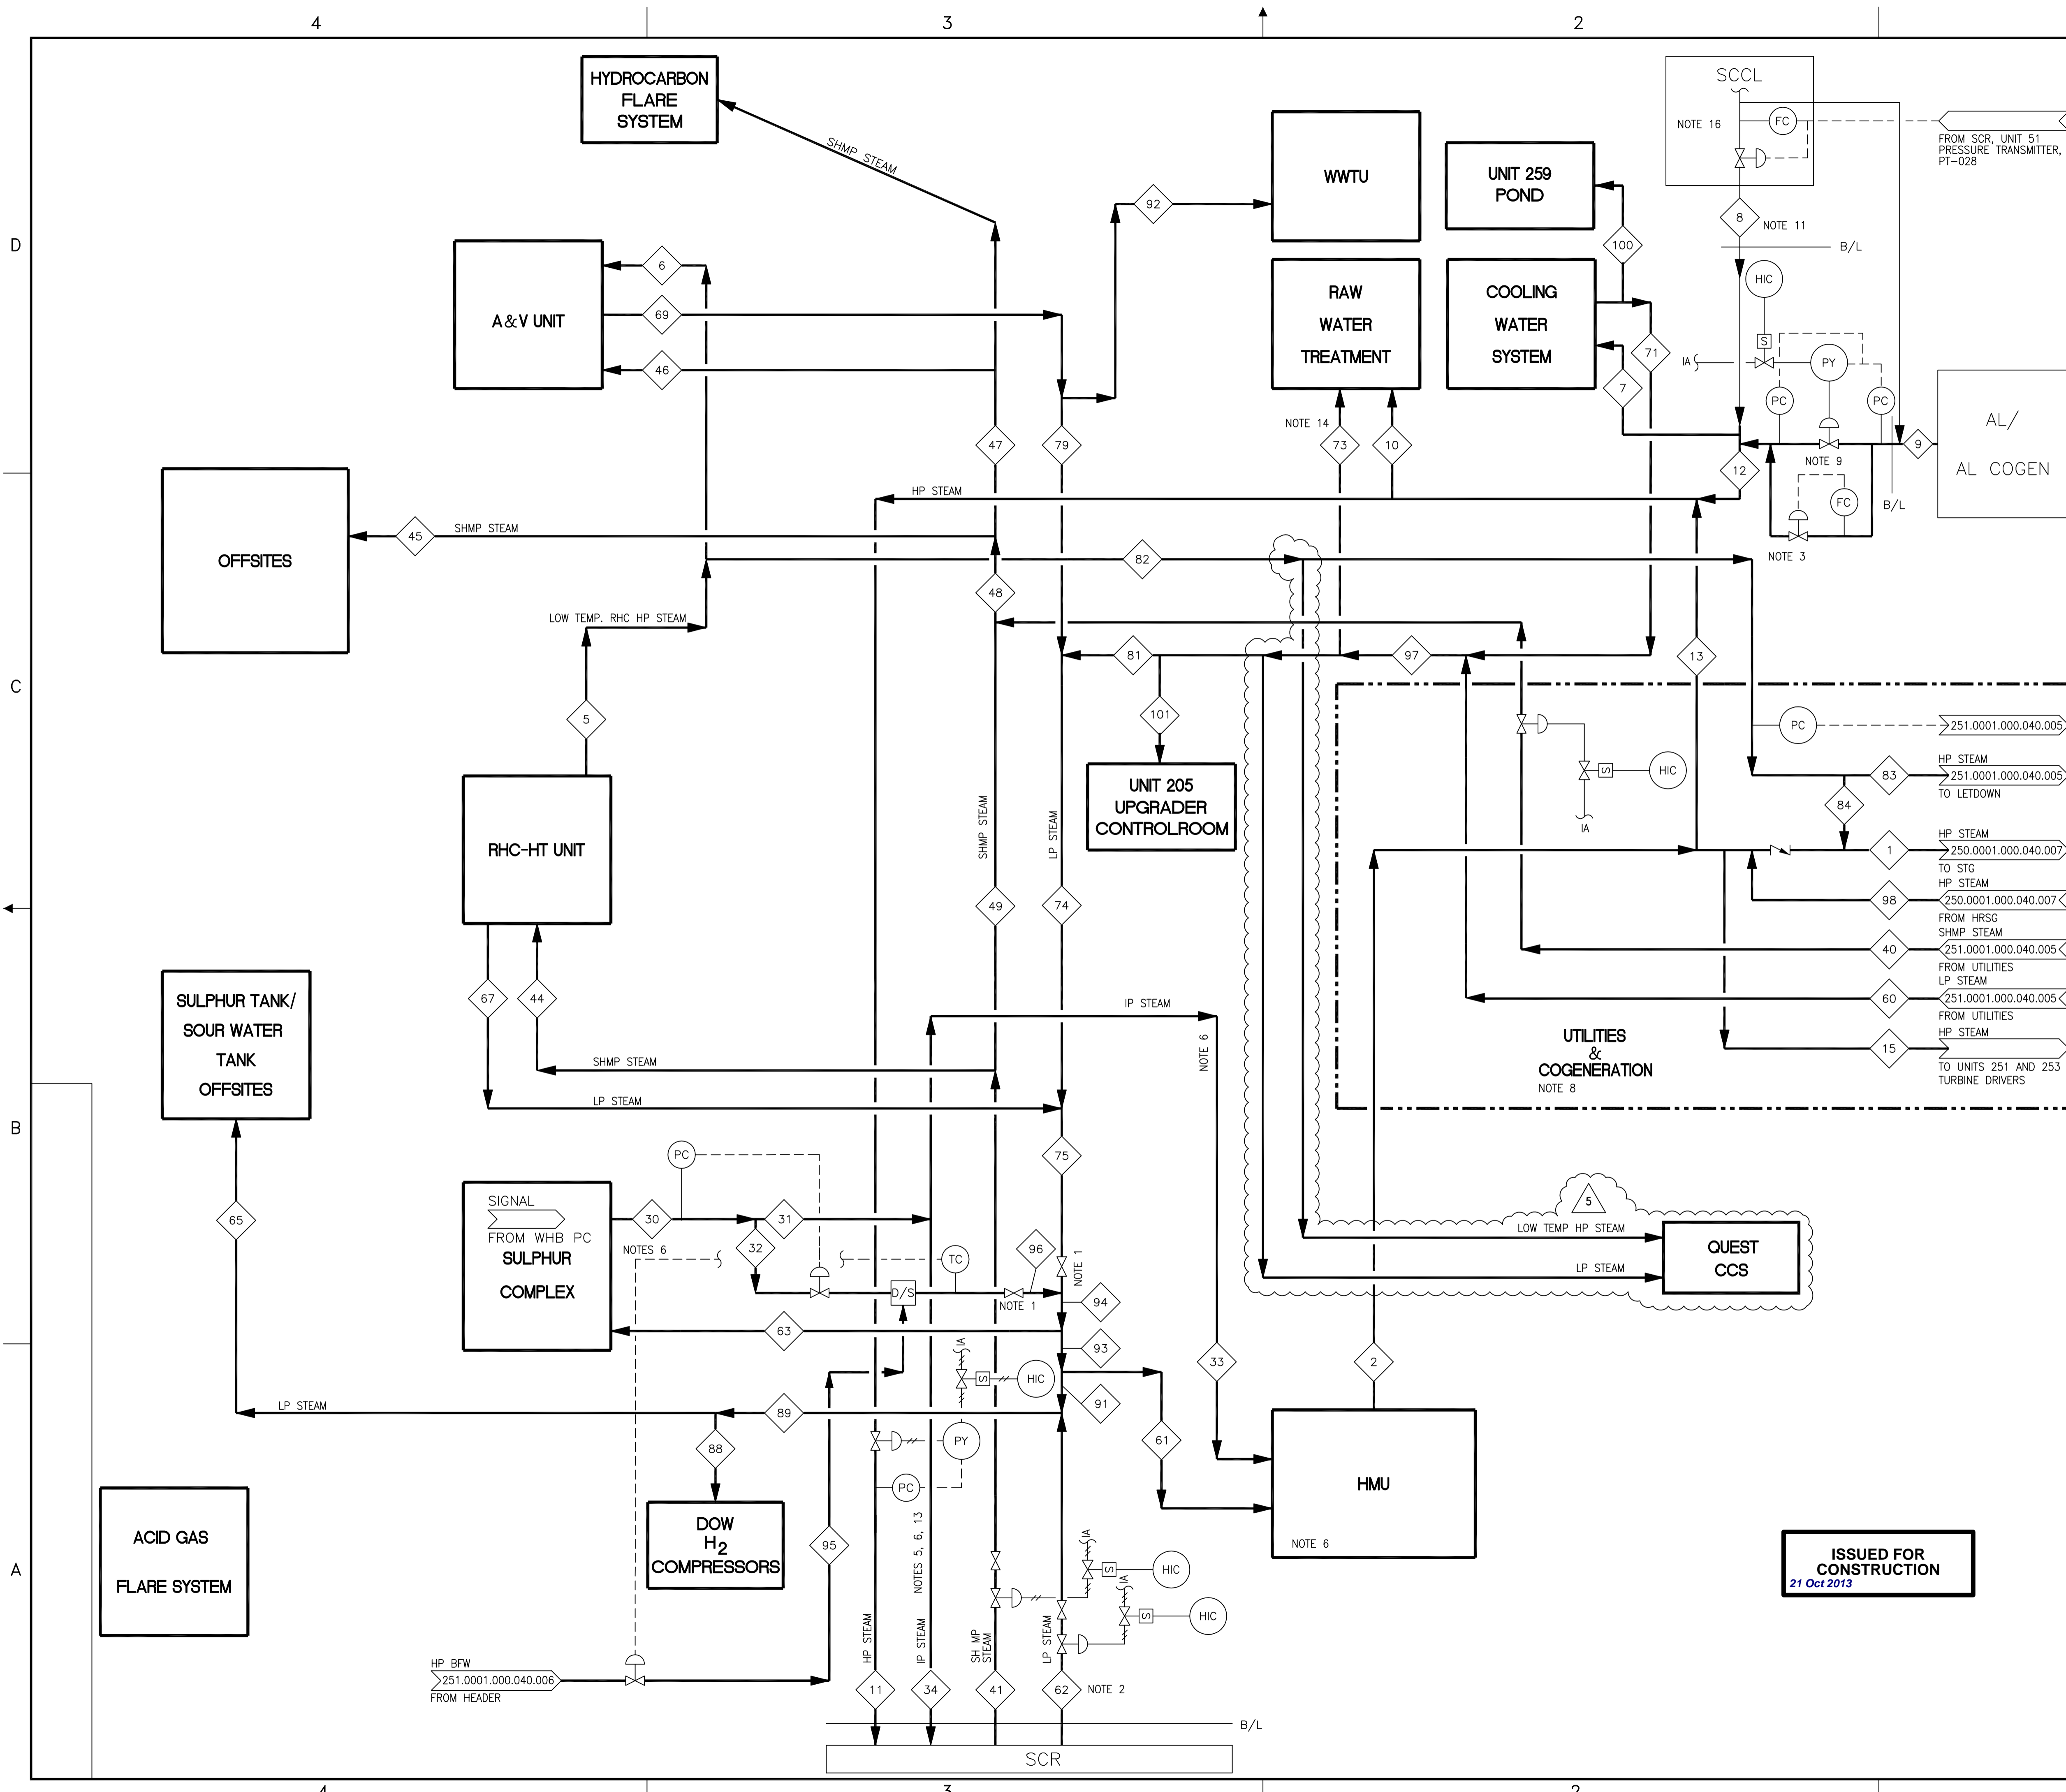 4
3
2
HYDROCARBON
FLARE
SYSTEM
SHMP STEAM
SCCL
NOTE 16
FC
FROM SCR, UNIT 51
PRESSURE TRANSMITTER,
PT-028
WWTU
UNIT 259
POND
92
8
NOTE 11
B/L
D
6
100
HIC
A&V UNIT
69
RAW
WATER
TREATMENT
COOLING
WATER
SYSTEM
S
IA
PY
71
46
7
PC
PC
NOTE 14
47
79
73
10
9
AL/
AL COGEN
NOTE 9
12
HP STEAM
FC
B/L
OFFSITES
45
SHMP STEAM
82
NOTE 3
48
LOW TEMP. RHC HP STEAM
81
97
13
C
5
101
PC
251.0001.000.040.005
HIC
S
IA
HP STEAM
83
251.0001.000.040.005
TO LETDOWN
84
UNIT 205
UPGRADER
CONTROLROOM
SHMP STEAM
LP STEAM
RHC-HT UNIT
HP STEAM
1
250.0001.000.040.007
TO STG
HP STEAM
98
250.0001.000.040.007
FROM HRSG
49
74
SHMP STEAM
40
251.0001.000.040.005
FROM UTILITIES
LP STEAM
60
251.0001.000.040.005
FROM UTILITIES
HP STEAM
15
TO UNITS 251 AND 253
TURBINE DRIVERS
SULPHUR TANK/
SOUR WATER
TANK
OFFSITES
67
44
IP STEAM
NOTE 6
UTILITIES
&
COGENERATION
NOTE 8
SHMP STEAM
LP STEAM
B
PC
75
SIGNAL
FROM WHB PC
SULPHUR
COMPLEX
30
31
NOTES 6
32
65
TC
96
NOTE 1
D/S
NOTE 1
94
5
LOW TEMP HP STEAM
LP STEAM
QUEST
CCS
63
93
IA
S
HIC
33
2
LP STEAM
89
91
88
PY
61
PC
HMU
NOTE 6
ACID GAS
FLARE SYSTEM
DOW
H2
COMPRESSORS
95
NOTES 5, 6, 13
A
IA
S
HIC
IA
S
HIC
ISSUED FOR
CONSTRUCTION
21 Oct 2013
HP STEAM
IP STEAM
SH MP
STEAM
LP STEAM
HP BFW
251.0001.000.040.006
FROM HEADER
11
34
41
62
NOTE 2
B/L
SCR
4
3
2